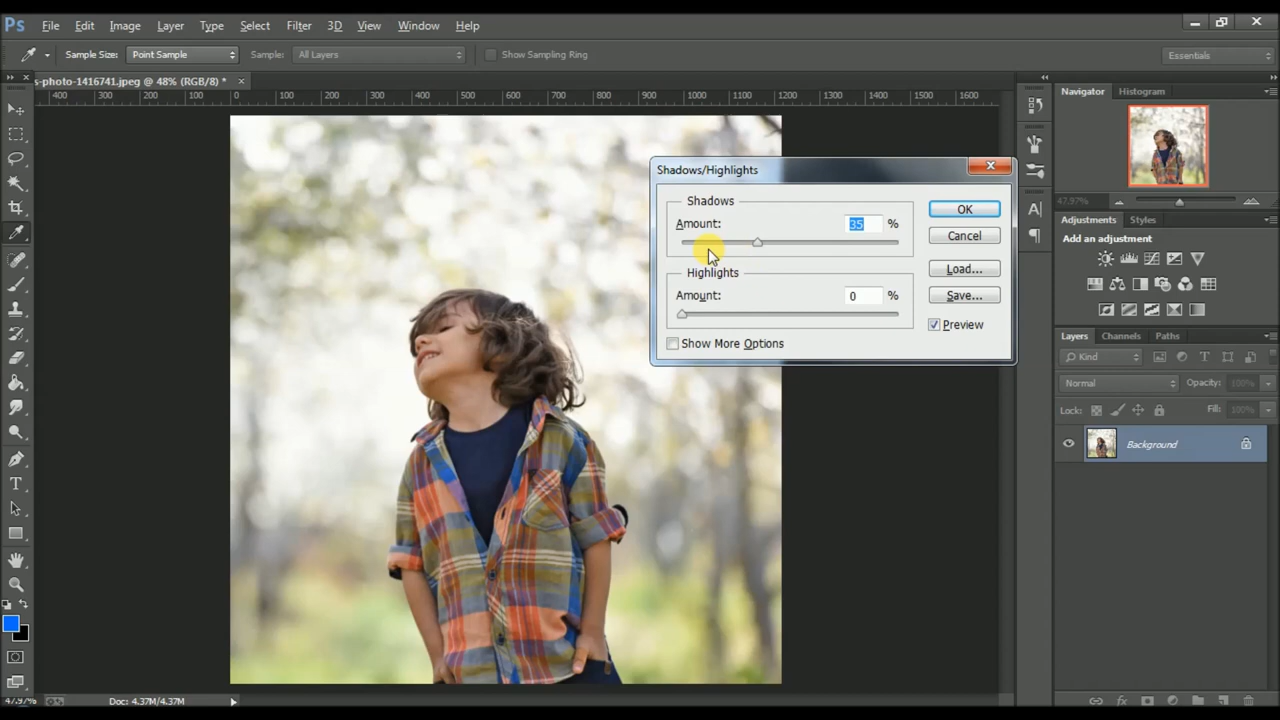 Ps File Edit Image Layer Type Select Filter 3D View Window Help
Sample Size: Point Sample Sample: All Layers Show Sampling Ring Essentials
s-photo-1416741.jpeg @ 48% (RGB/8) * ×
400 300 200 100 0 100 200 300 400 500 600 700 800 900 1000 1100 1200 1300 1400 1500 1600
Navigator Histogram
Shadows/Highlights
Shadows
Amount: 35 %
OK
Cancel
Highlights
Amount: 0 %
Load...
Save...
Preview
Show More Options
47.97%
Adjustments Styles
Add an adjustment
Layers Channels Paths
Kind
Normal Opacity: 100%
Lock: Fill: 100%
Background
47.97% Doc: 4.37M/4.37M